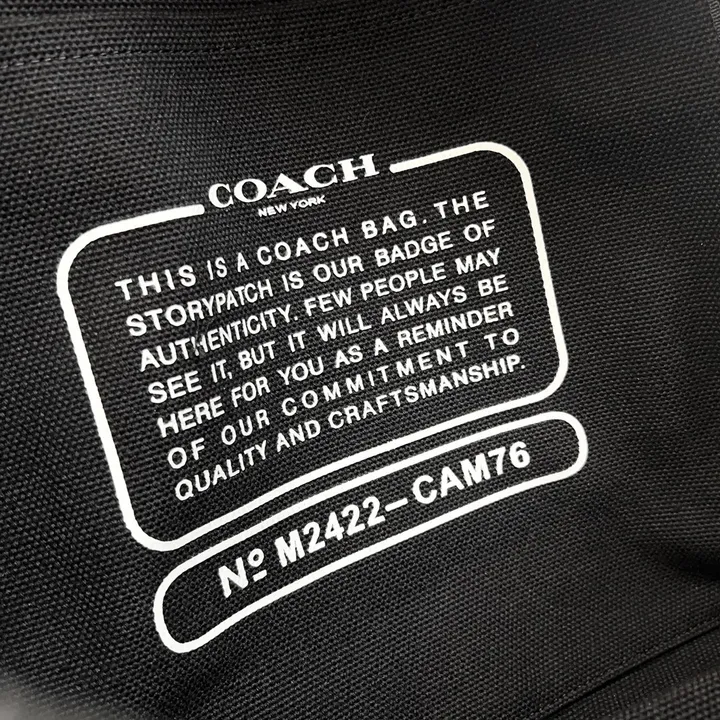 COACH
NEW YORK
THIS IS A COACH BAG. THE
STORYPATCH IS OUR BADGE OF
AUTHENTICITY. FEW PEOPLE MAY
SEE IT, BUT IT WILL ALWAYS BE
HERE FOR YOU AS A REMINDER
OF OUR COMMITMENT TO
QUALITY AND CRAFTSMANSHIP.
Nº M2422-CAM76